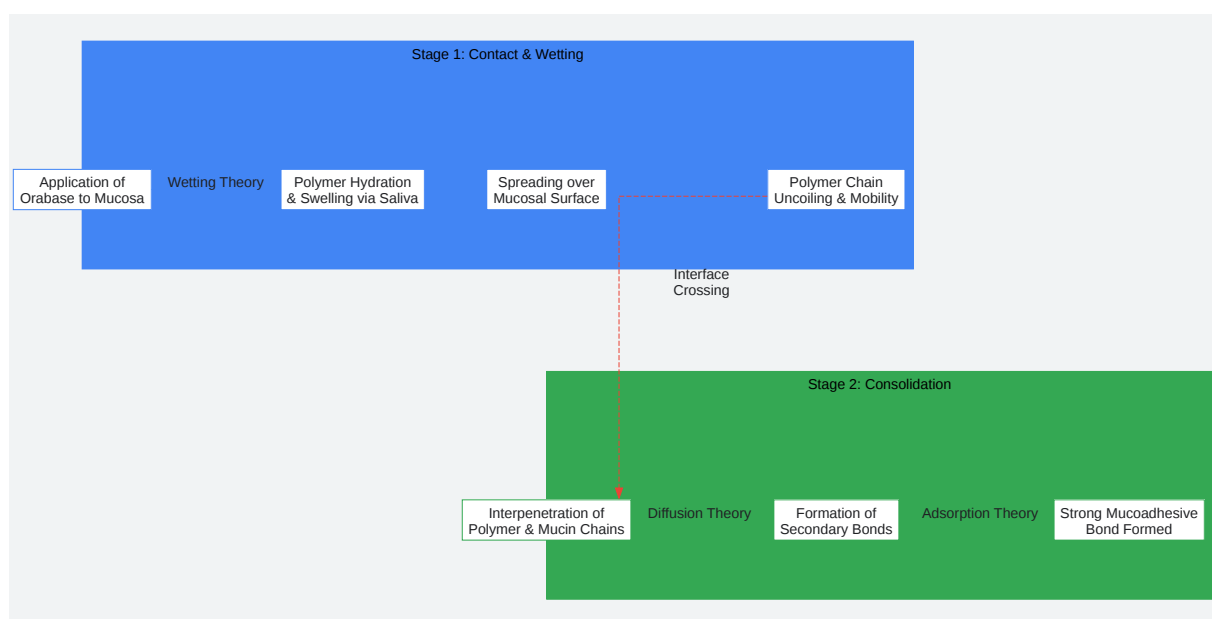 Stage 1: Contact & Wetting
Application of
Orabase to Mucosa
Wetting Theory
Polymer Hydration
& Swelling via Saliva
Spreading over
Mucosal Surface
Polymer Chain
Uncoiling & Mobility
Interface
Crossing
Stage 2: Consolidation
Interpenetration of
Polymer & Mucin Chains
Diffusion Theory
Formation of
Secondary Bonds
Adsorption Theory
Strong Mucoadhesive
Bond Formed